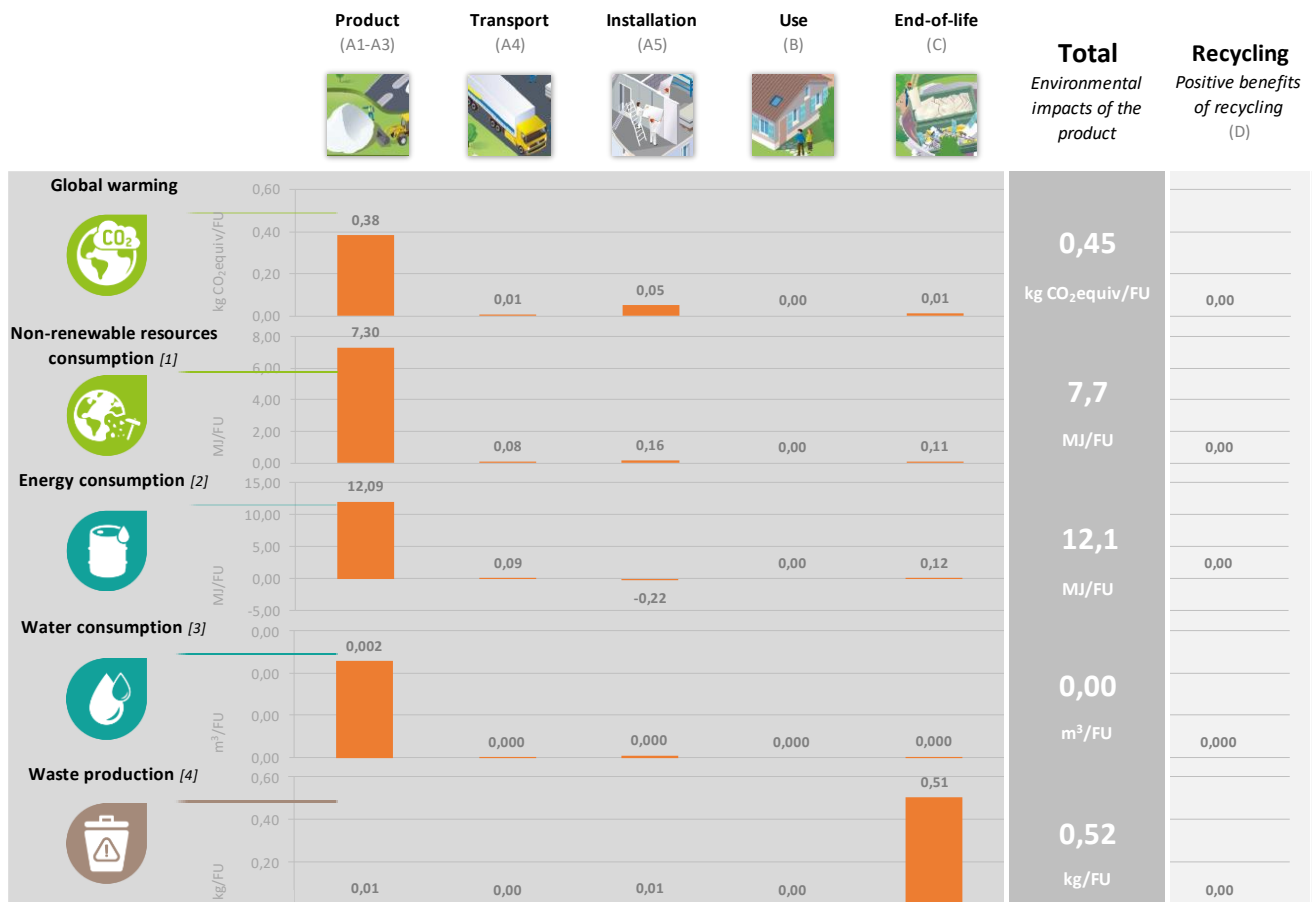 Product
(A1-A3)
Transport
(A4)
Installation
(A5)
Use
(B)
End-of-life
(C)
Total
Environmental
impacts of the
product
Recycling
Positive benefits
of recycling
(D)
Global warming
CO2
kg CO2equiv/FU
0,60
0,40
0,20
0,00
0,38
0,01
0,05
0,00
0,01
0,45
kg CO2equiv/FU
0,00
Non-renewable resources
consumption [1]
MJ/FU
8,00
6,00
4,00
2,00
0,00
7,30
0,08
0,16
0,00
0,11
7,7
MJ/FU
0,00
Energy consumption [2]
MJ/FU
15,00
10,00
5,00
0,00
-5,00
12,09
0,09
-0,22
0,00
0,12
12,1
MJ/FU
0,00
Water consumption [3]
m3/FU
0,00
0,00
0,00
0,00
0,002
0,000
0,000
0,000
0,000
0,00
m3/FU
0,000
Waste production [4]
kg/FU
0,60
0,40
0,20
0,01
0,00
0,01
0,00
0,51
0,52
kg/FU
0,00